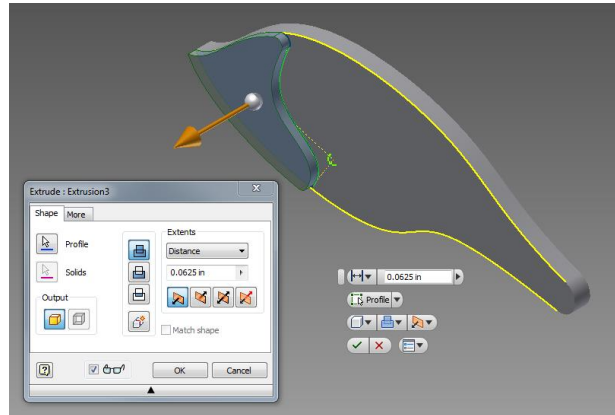 Extrude : Extrusion3
Shape
More
Profile
Solids
Output
Extents
Distance
0.0625 in
Match shape
OK
Cancel
0.0625 in
Profile